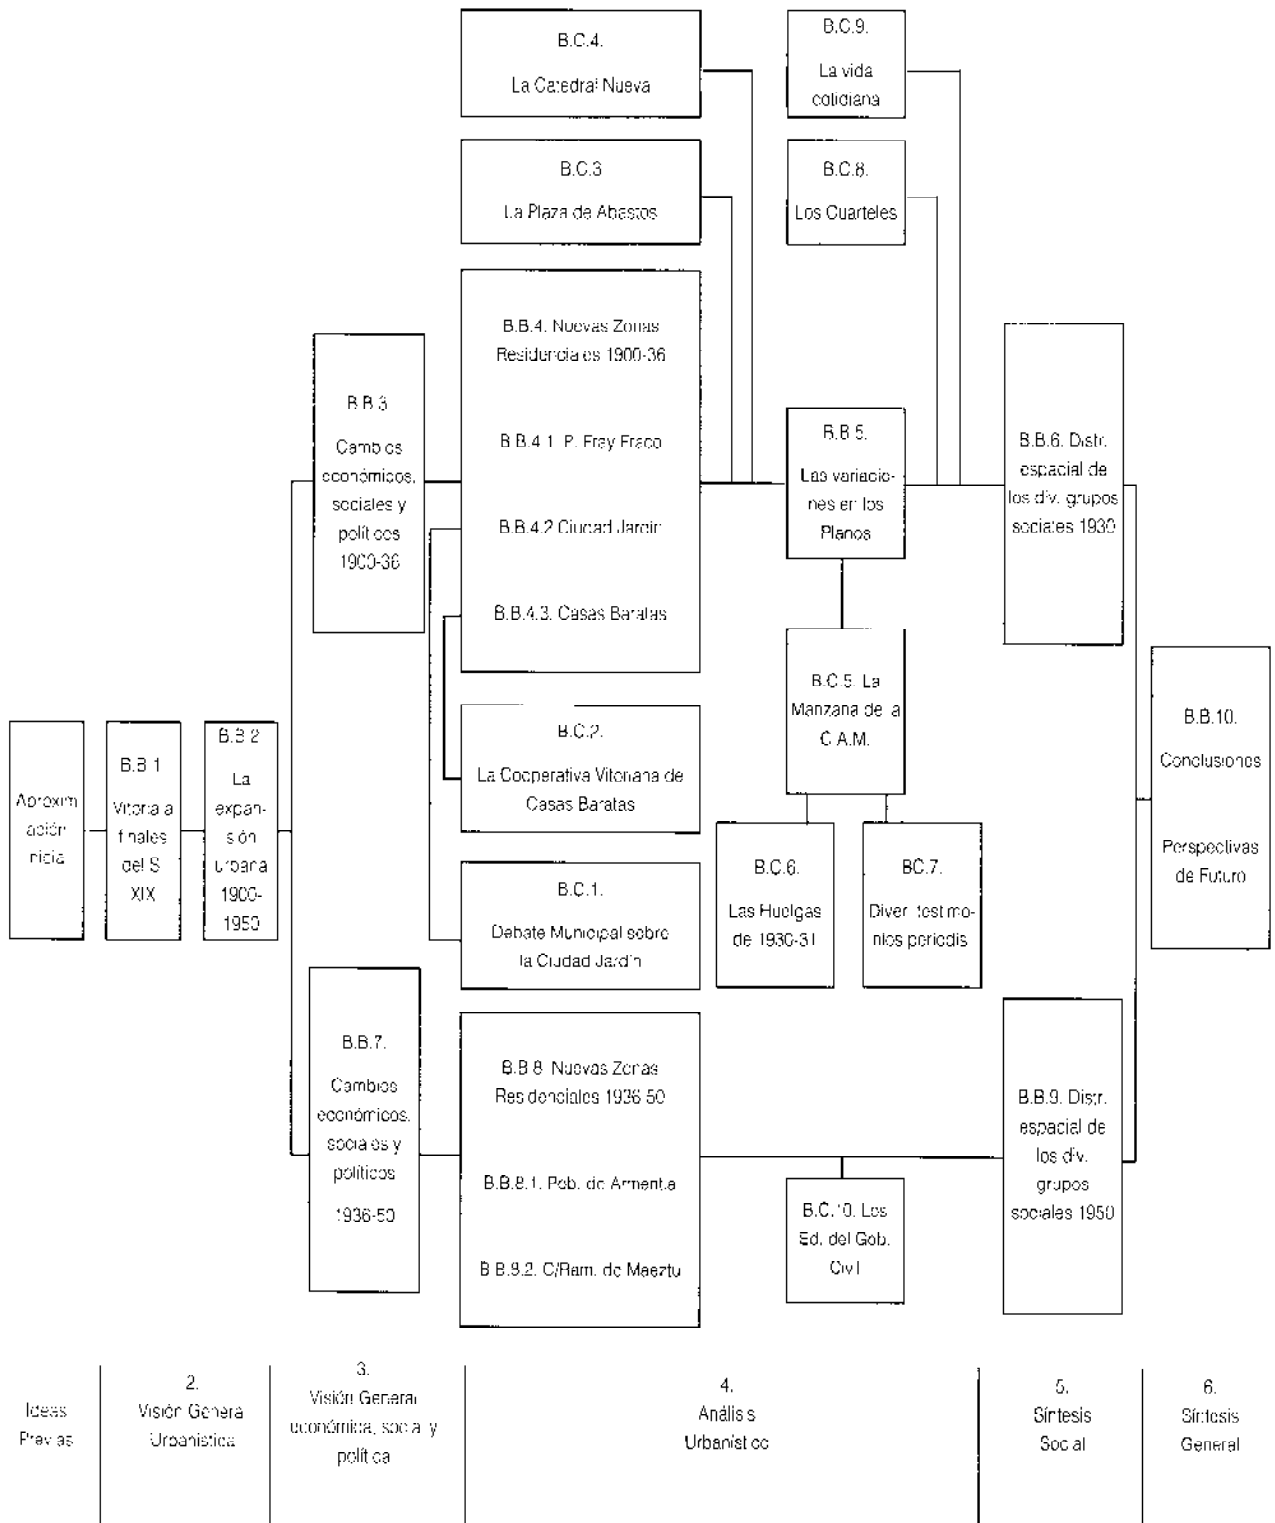 B.C.4.
La Catedral Nueva
B.C.9.
La vida
cotidiana
B.C.3
La Plaza de Abastos
B.C.8.
Los Cuarteles
B.B.3
Cambios
económicos,
sociales y
políticos
1900-36
B.B.4. Nuevas Zonas
Residenciales 1900-36
B.B.4.1. P. Fray Fraco
B.B.4.2 Ciudad Jardín
B.B.4.3. Casas Baratas
B.B.5.
Las variacio-
nes en los
Planos
B.B.6. Distr.
espacial de
los div. grupos
sociales 1930
B.C.5. La
Manzana de la
C.A.M.
B.C.2.
La Cooperativa Vitoriana de
Casas Baratas
B.C.6.
Las Huelgas
de 1930-31
BC.7.
Diver. testimo-
nios periodís
B.C.1.
Debate Municipal sobre
la Ciudad Jardín
Aproxim
ación
inicial
B.B.1
Vitoria a
finales
del S.
XIX
B.B.2
La
expan-
sión
urbana
1900-
1950
B.B.10.
Conclusiones
Perspectivas
de Futuro
B.B.7.
Cambios
económicos,
sociales y
políticos
1936-50
B.B.8. Nuevas Zonas
Residenciales 1936-50
B.B.8.1. Pob. de Armentia
B.B.8.2. C/Ram. de Maeztu
B.C.10. Los
Ed. del Gob.
Civil
B.B.9. Distr.
espacial de
los div.
grupos
sociales 1950
Ideas
Previas
2.
Visión General
Urbanística
3.
Visión General
económica, social y
política
4.
Análisis
Urbanístico
5.
Síntesis
Social
6.
Síntesis
General